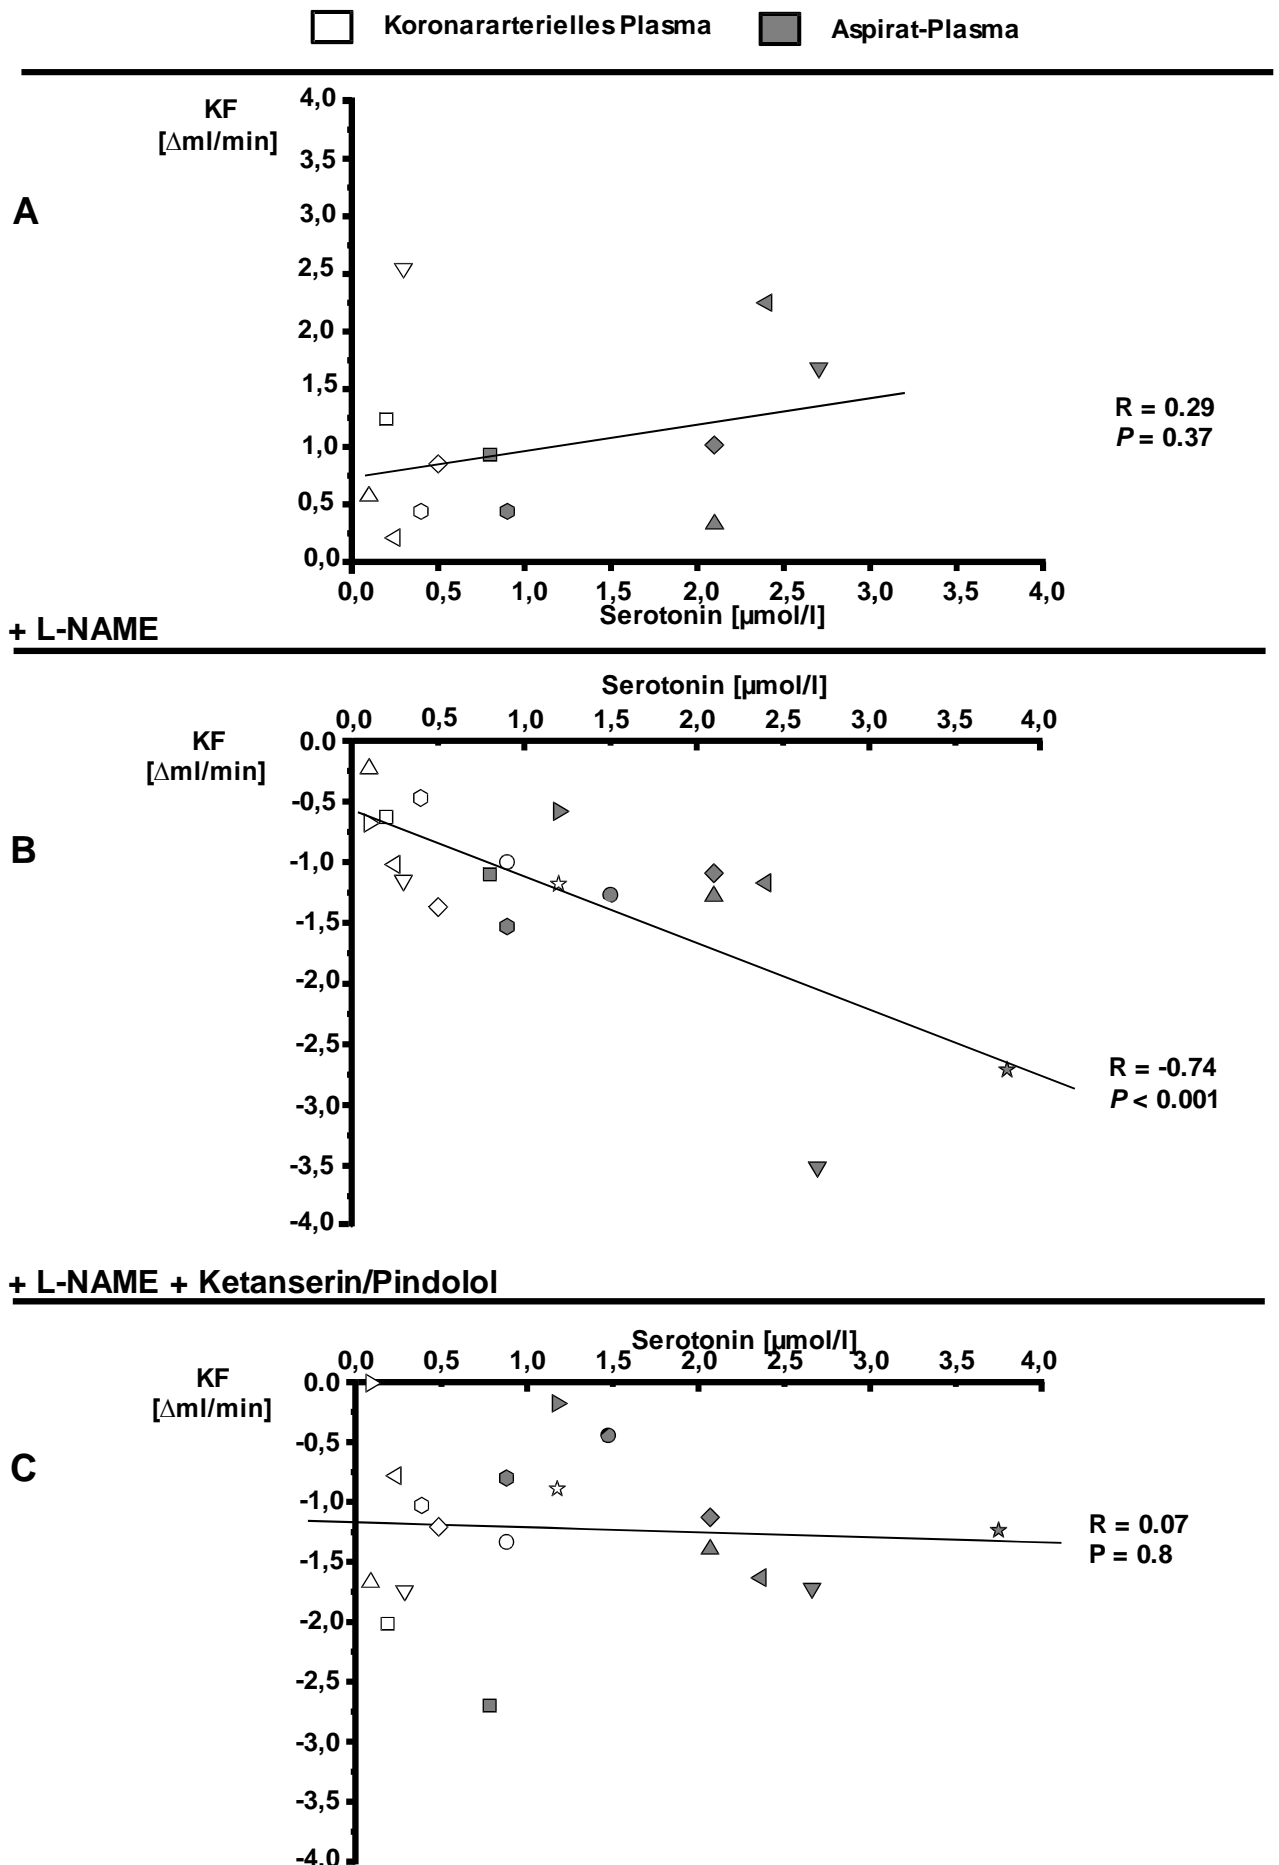 Koronararterielles Plasma Aspirat-Plasma
KF
[Δml/min]
A
4,0
3,5
3,0
2,5
2,0
1,5
1,0
0,5
0,0
R = 0.29
P = 0.37
0,0 0,5 1,0 1,5 2,0 2,5 3,0 3,5 4,0
Serotonin [µmol/l]
+ L-NAME
Serotonin [µmol/l]
0,0 0,5 1,0 1,5 2,0 2,5 3,0 3,5 4,0
KF
[Δml/min]
B
0.0
-0,5
-1,0
-1,5
-2,0
-2,5
-3,0
-3,5
-4,0
R = -0.74
P < 0.001
+ L-NAME + Ketanserin/Pindolol
Serotonin [µmol/l]
0,0 0,5 1,0 1,5 2,0 2,5 3,0 3,5 4,0
KF
[Δml/min]
C
0.0
-0,5
-1,0
-1,5
-2,0
-2,5
-3,0
-3,5
-4,0
R = 0.07
P = 0.8